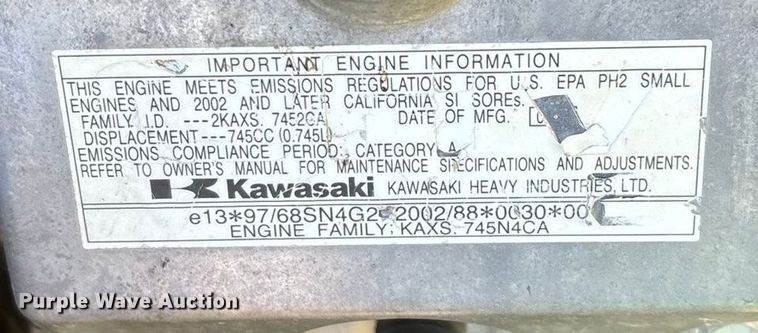 IMPORTANT ENGINE INFORMATION
THIS ENGINE MEETS EMISSIONS REGULATIONS FOR U.S. EPA PH2 SMALL
ENGINES AND 2002 AND LATER CALIFORNIA SI SOREs.
FAMILY I.D. ---2KAXS. 7452CA DATE OF MFG.
DISPLACEMENT---745CC (0.745L)
EMISSIONS COMPLIANCE PERIOD: CATEGORY A
REFER TO OWNER'S MANUAL FOR MAINTENANCE SPECIFICATIONS AND ADJUSTMENTS.
Kawasaki KAWASAKI HEAVY INDUSTRIES, LTD.
e13*97/68SN4G2*2002/88*0030*00
ENGINE FAMILY; KAXS. 745N4CA
Purple Wave Auction